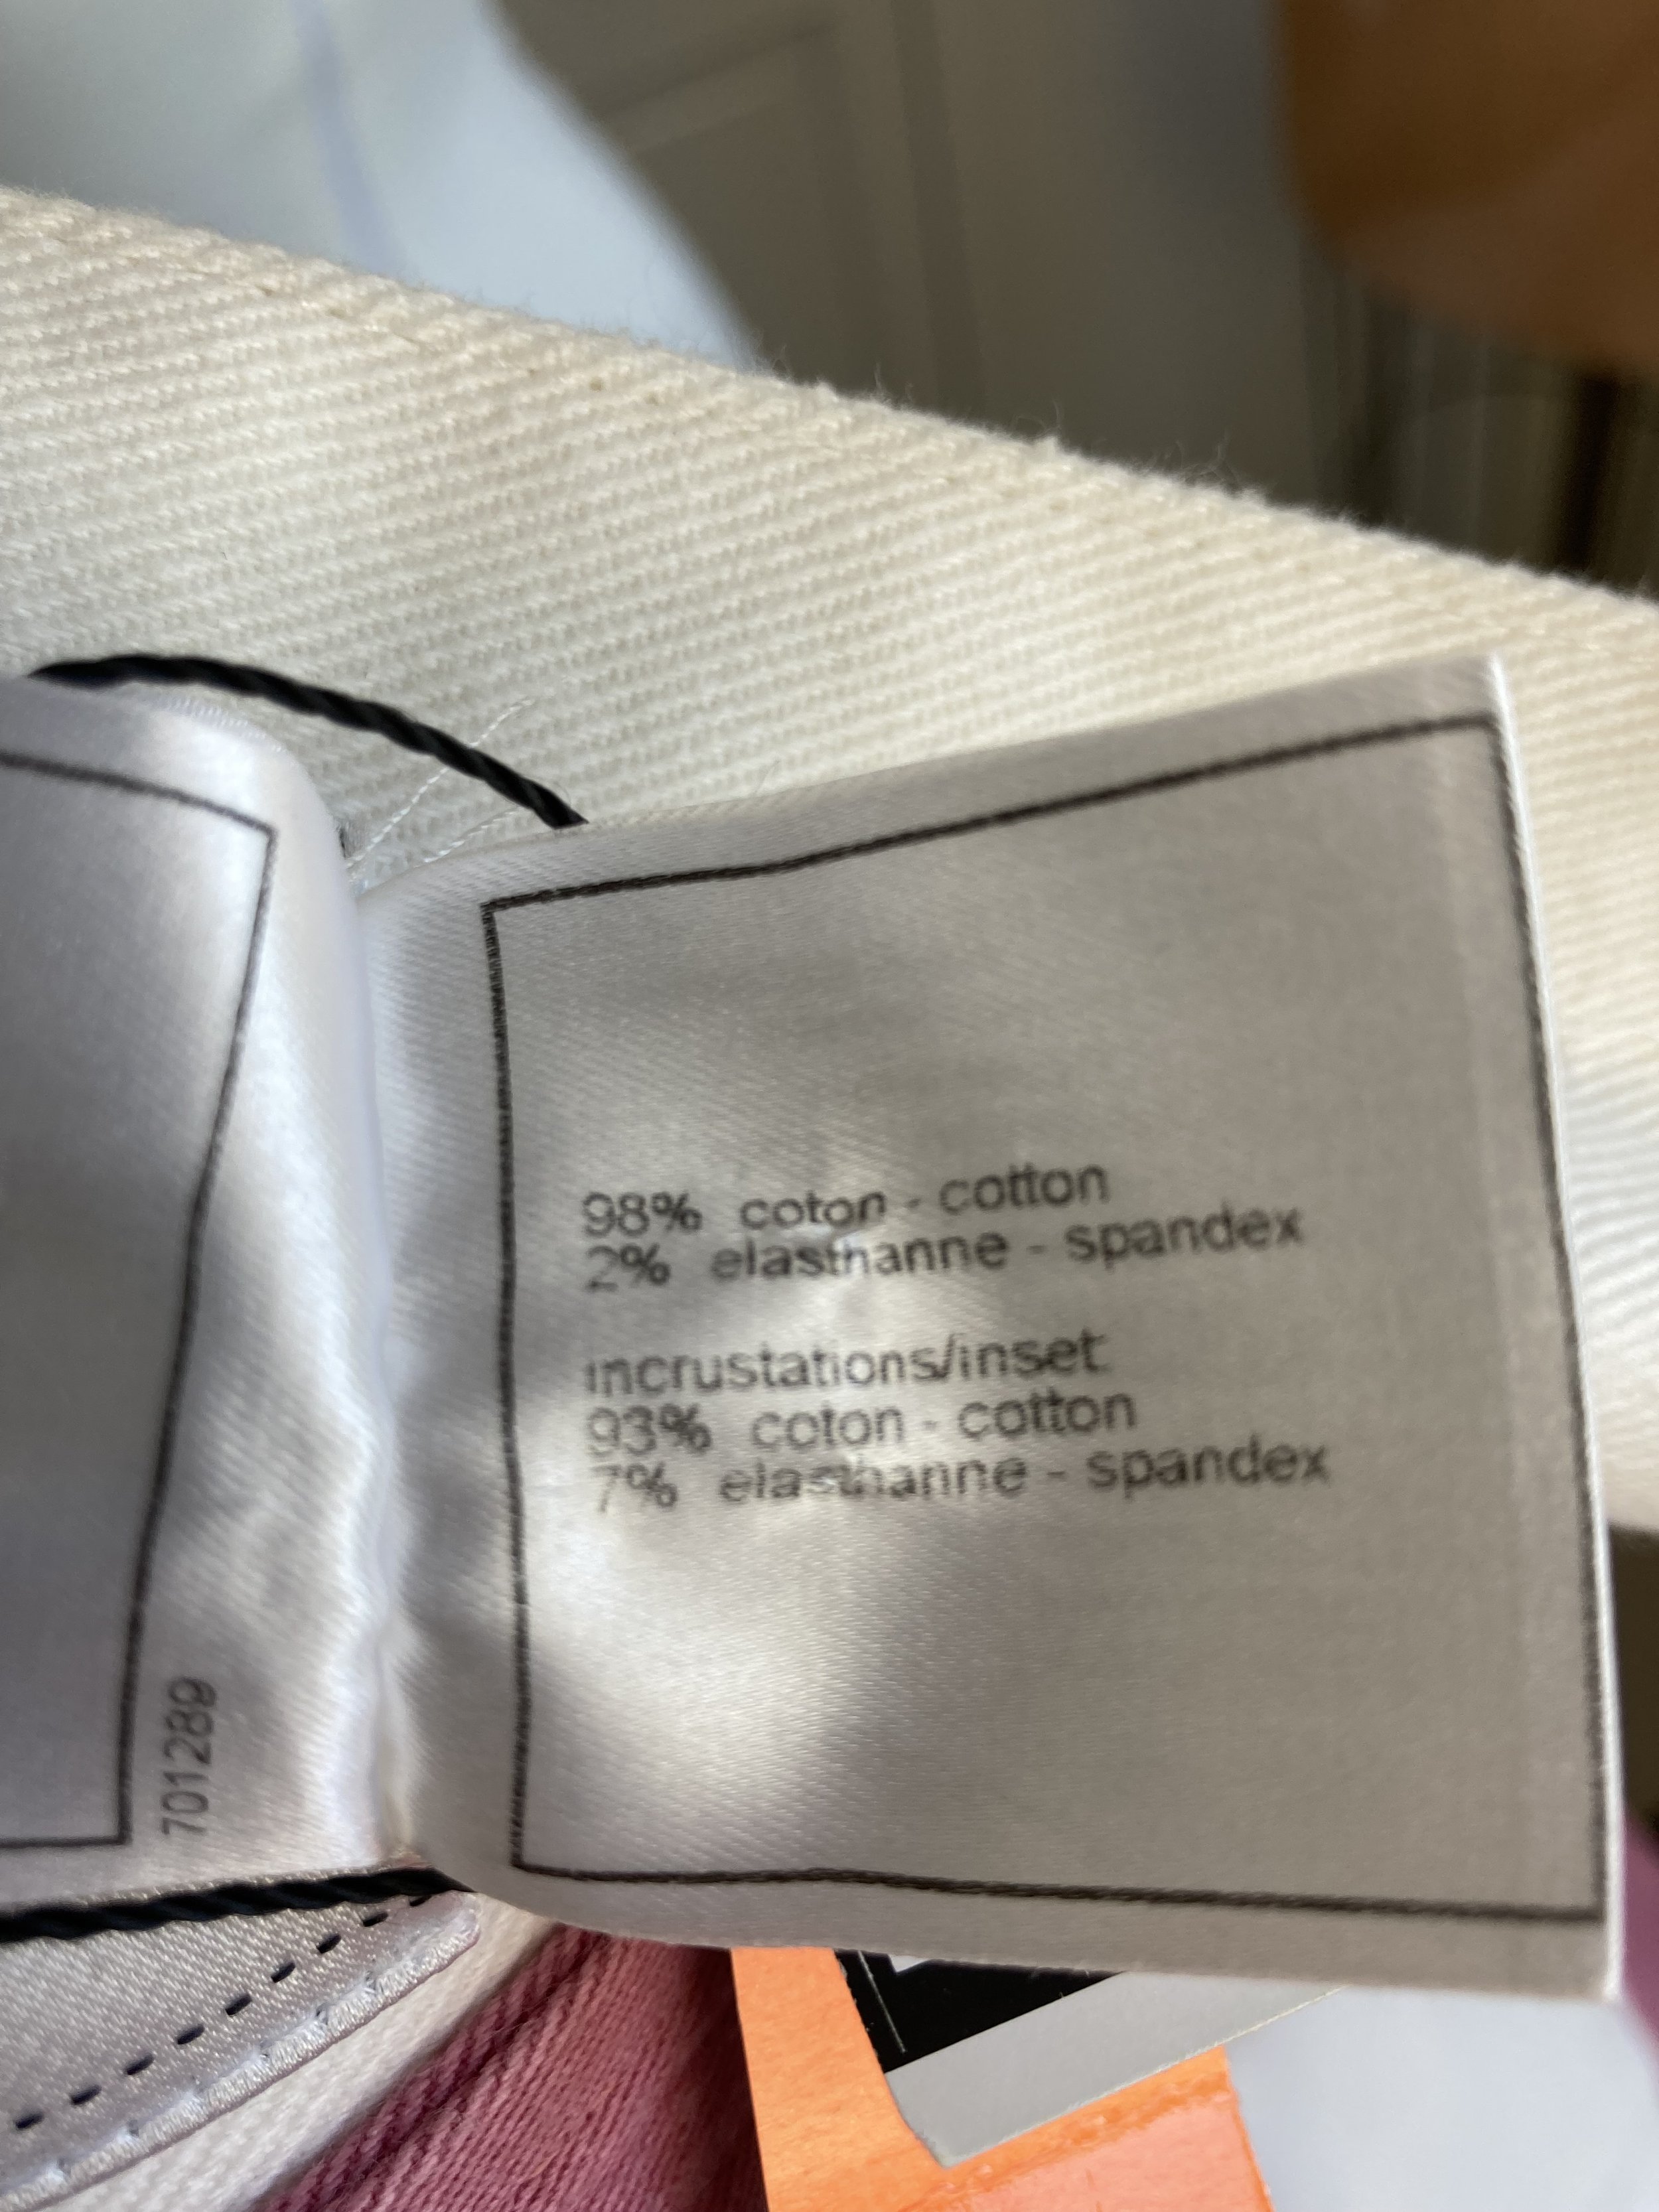 98% coton - cotton
2% elasthanne - spandex
incrustations/inset
93% coton - cotton
7% elasthanne - spandex
701289